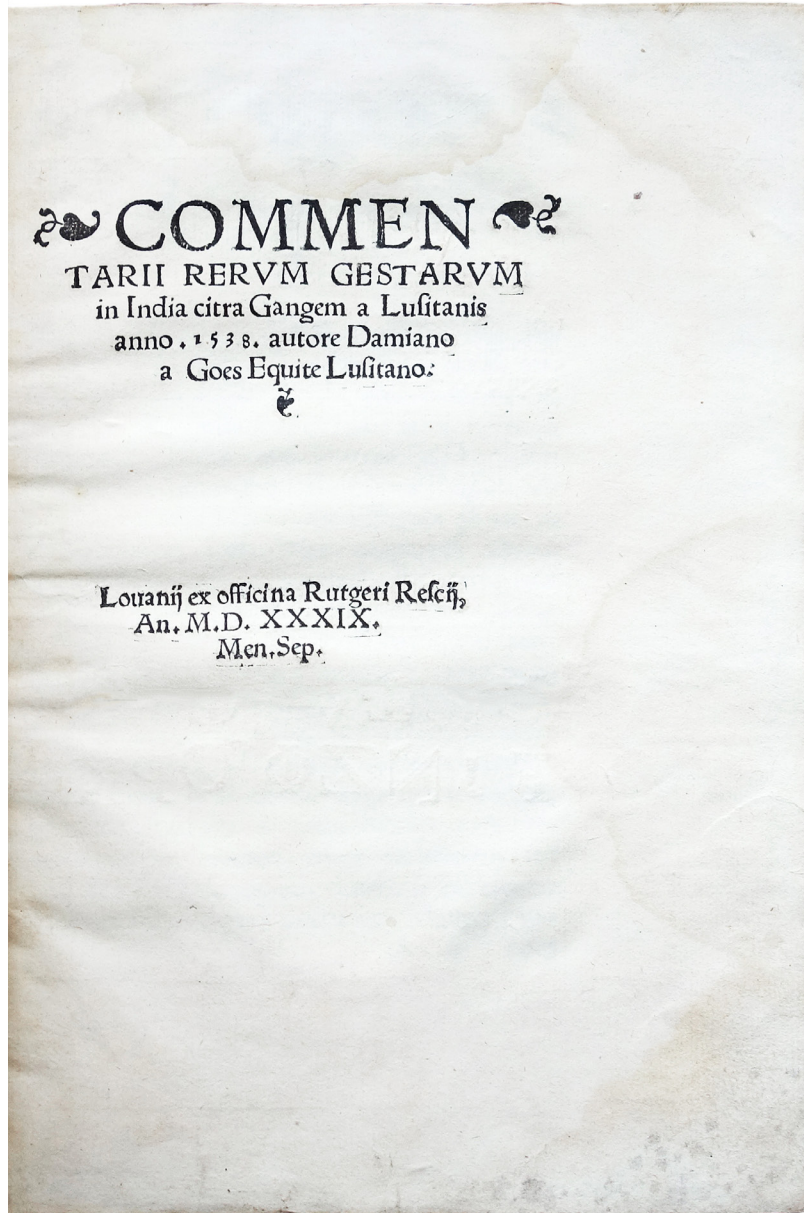 COMMEN
TARII RERVM GESTARVM
in India citra Gangem a Luſitanis
anno .1538. autore Damiano
a Goes Equite Luſitano.
Louanij ex officina Rutgeri Reſcij,
An. M.D. XXXIX.
Men. Sep.